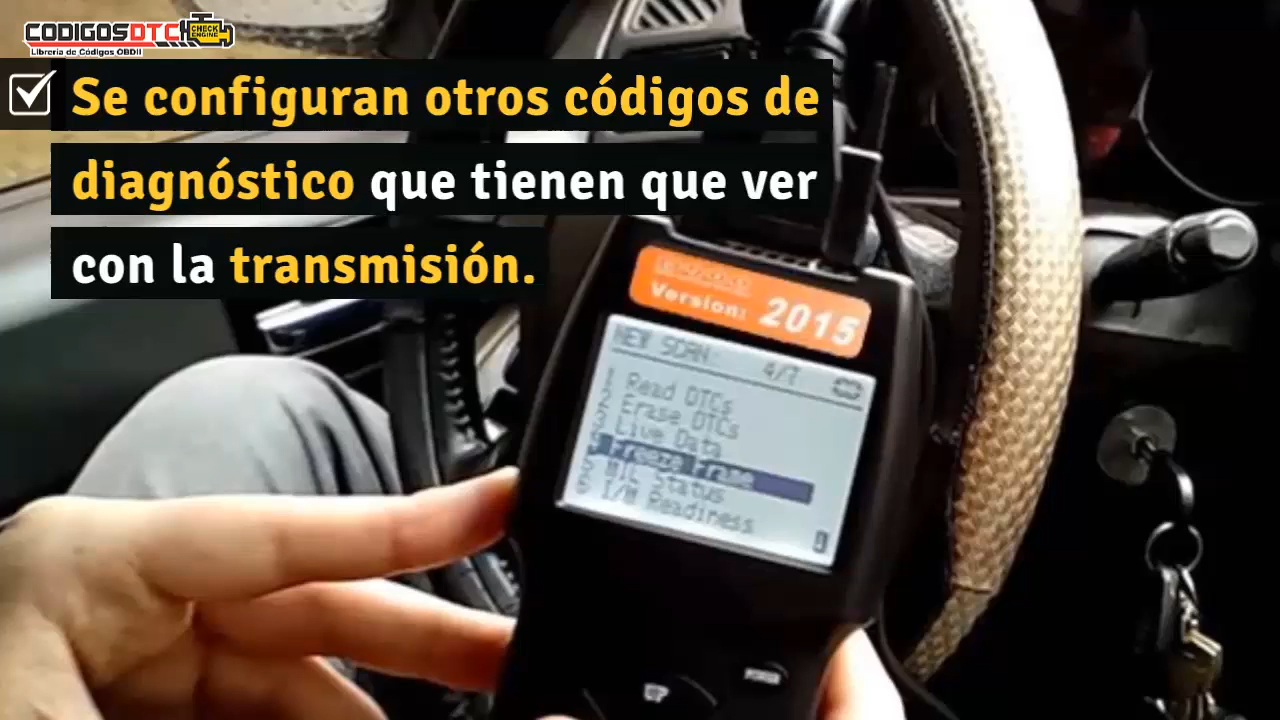 CODIGOSDTC
CHECK
ENGINE
Librería de Códigos OBDII
Se configuran otros códigos de
diagnóstico que tienen que ver
con la transmisión.
Version: 2015
NEW SCAN
4/7
1 Read DTCs
2 Erase DTCs
3 Live Data
4 Freeze Frame
5 MIL Status
6 I/M Readiness
UP
POWER